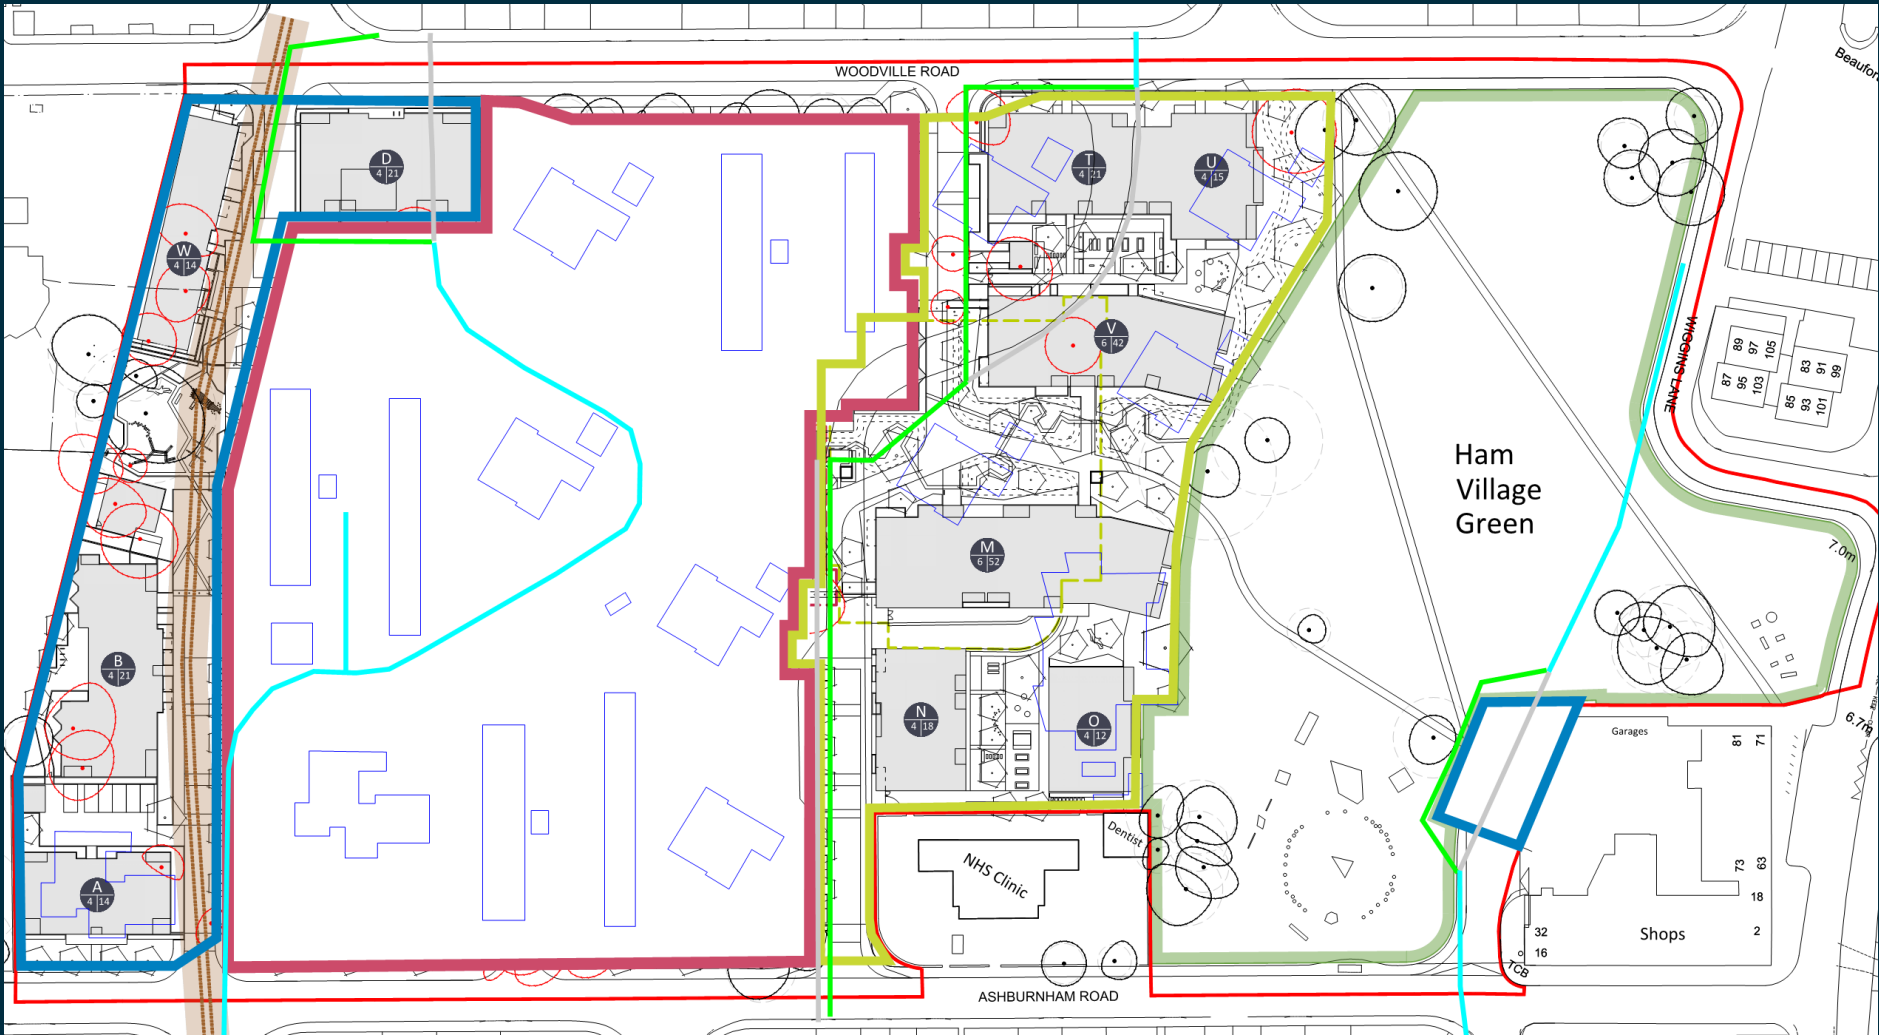 Beaufor
WOODVILLE ROAD
D
4 21
T
4 21
U
4 15
W
4 14
V
6 42
WIGGINS LANE
89
97
105
83
91
99
87
95
103
85
93
101
Ham
Village
Green
M
6 52
7.0m
B
4 21
N
4 18
O
4 12
6.7m
Garages
81
71
Dentist
NHS Clinic
73
63
A
4 14
18
32
Shops
2
16
TCB
ASHBURNHAM ROAD